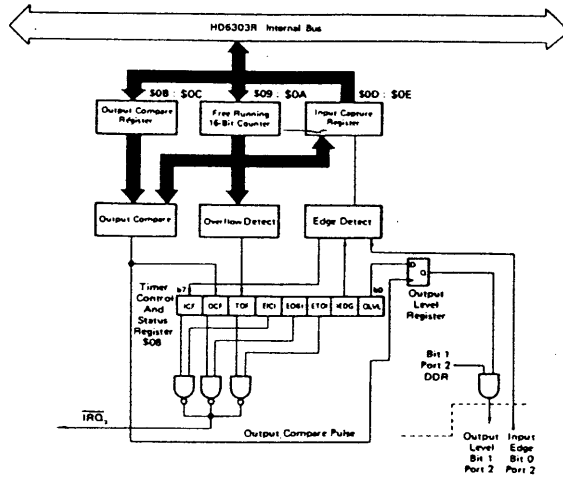 HD6303R Internal Bus
$0B : $0C
$09 : $0A
$0D : $0E
Output Compare
Register
Free Running
16-Bit Counter
Input Capture
Register
Output Compare
Overflow Detect
Edge Detect
b7
b0
Timer
Control
And
Status
Register
$08
ICF
OCF
TOF
EICI
EOCI
ETOI
IEDG
OLVL
D
Q
Output
Level
Register
Bit 1
Port 2
DDR
IRQ2
Output Compare Pulse
Output
Level
Bit 1
Port 2
Input
Edge
Bit 0
Port 2